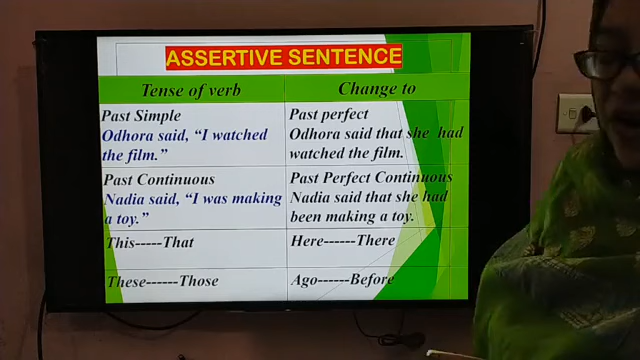 ASSERTIVE SENTENCE
Tense of verb
Change to
Past Simple
Odhora said, “I watched
the film.”
Past perfect
Odhora said that she had
watched the film.
Past Continuous
Nadia said, “I was making
a toy.”
Past Perfect Continuous
Nadia said that she had
been making a toy.
This-----That
Here------There
These------Those
Ago------Before